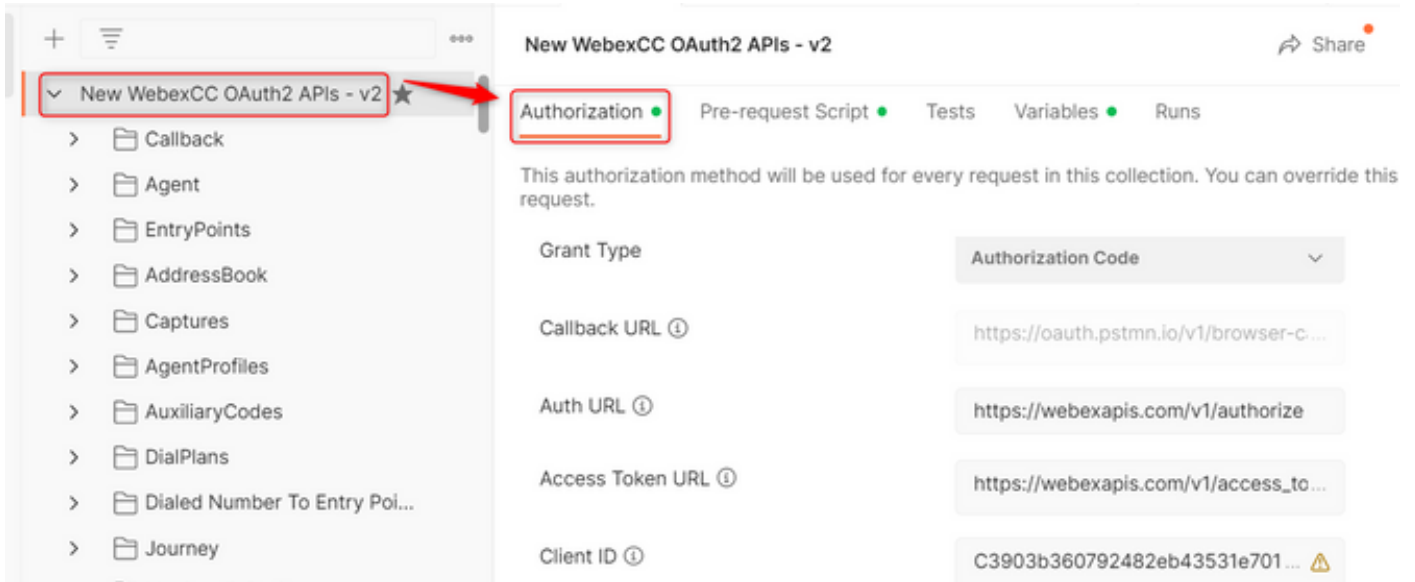 New WebexCC OAuth2 APIs - v2
Callback
Agent
EntryPoints
AddressBook
Captures
AgentProfiles
AuxiliaryCodes
DialPlans
Dialed Number To Entry Poi...
Journey
New WebexCC OAuth2 APIs - v2
Share
Authorization
Pre-request Script
Tests
Variables
Runs
This authorization method will be used for every request in this collection. You can override this
request.
Grant Type
Authorization Code
Callback URL
https://oauth.pstmn.io/v1/browser-c...
Auth URL
https://webexapis.com/v1/authorize
Access Token URL
https://webexapis.com/v1/access_to...
Client ID
C3903b360792482eb43531e701...